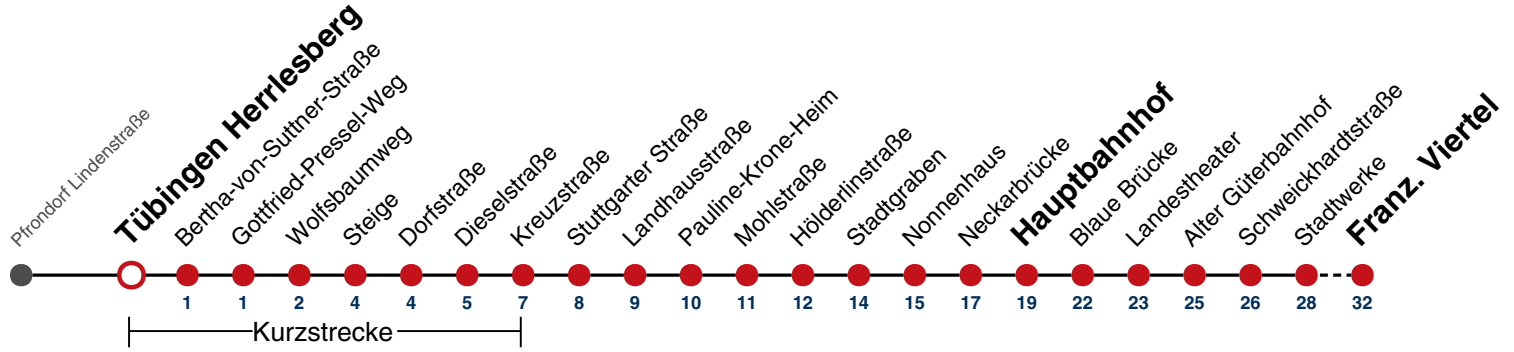 Pfrondorf Lindenstraße
Tübingen Herrlesberg
Bertha-von-Suttner-Straße
Gottfried-Pressel-Weg
Wolfsbaumweg
Steige
Dorfstraße
Dieselstraße
Kreuzstraße
Stuttgarter Straße
Landhausstraße
Pauline-Krone-Heim
Mohlstraße
Hölderlinstraße
Stadtgraben
Nonnenhaus
Neckarbrücke
Hauptbahnhof
Blaue Brücke
Landestheater
Alter Güterbahnhof
Schweickhardtstraße
Stadtwerke
Franz. Viertel
1 1 2 4 4 5 7 8 9 10 11 12 14 15 17 19 22 23 25 26 28 32
Kurzstrecke